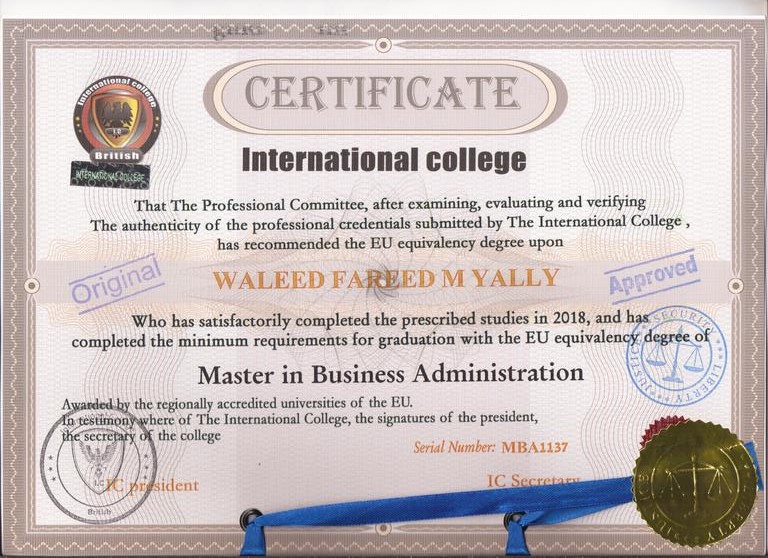 CERTIFICATE
International college
I.C
British
INTERNATIONAL COLLEGE
International college
That The Professional Committee, after examining, evaluating and verifying
The authenticity of the professional credentials submitted by The International College ,
has recommended the EU equivalency degree upon
Original
WALEED FAREED M YALLY
Approved
Who has satisfactorily completed the prescribed studies in 2018, and has
completed the minimum requirements for graduation with the EU equivalency degree of
SECURITY
JUSTICE
LIBERTY
Master in Business Administration
Awarded by the regionally accredited universities of the EU.
In testimony where of The International College, the signatures of the president,
the secretary of the college
Serial Number: MBA1137
I.C
British
IC president
IC Secretary